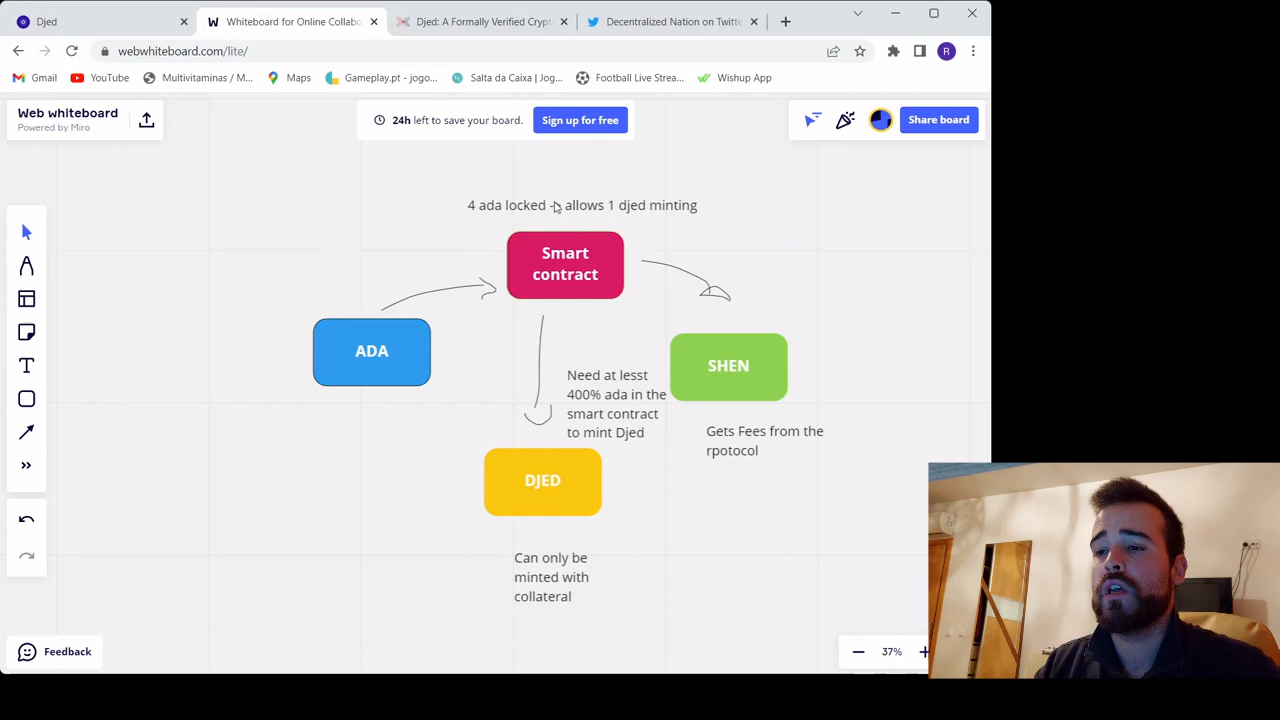 Djed
Whiteboard for Online Collabo
Djed: A Formally Verified Crypt
Decentralized Nation on Twitte
webwhiteboard.com/lite/
R
Gmail
YouTube
Multivitaminas / M...
Maps
Gameplay.pt - jogo...
Salta da Caixa | Jog...
Football Live Strea...
Wishup App
Web whiteboard
Powered by Miro
24h left to save your board.
Sign up for free
Share board
4 ada locked - allows 1 djed minting
Smart
contract
ADA
SHEN
Need at lesst
400% ada in the
smart contract
to mint Djed
Gets Fees from the
rpotocol
DJED
Can only be
minted with
collateral
Feedback
37%